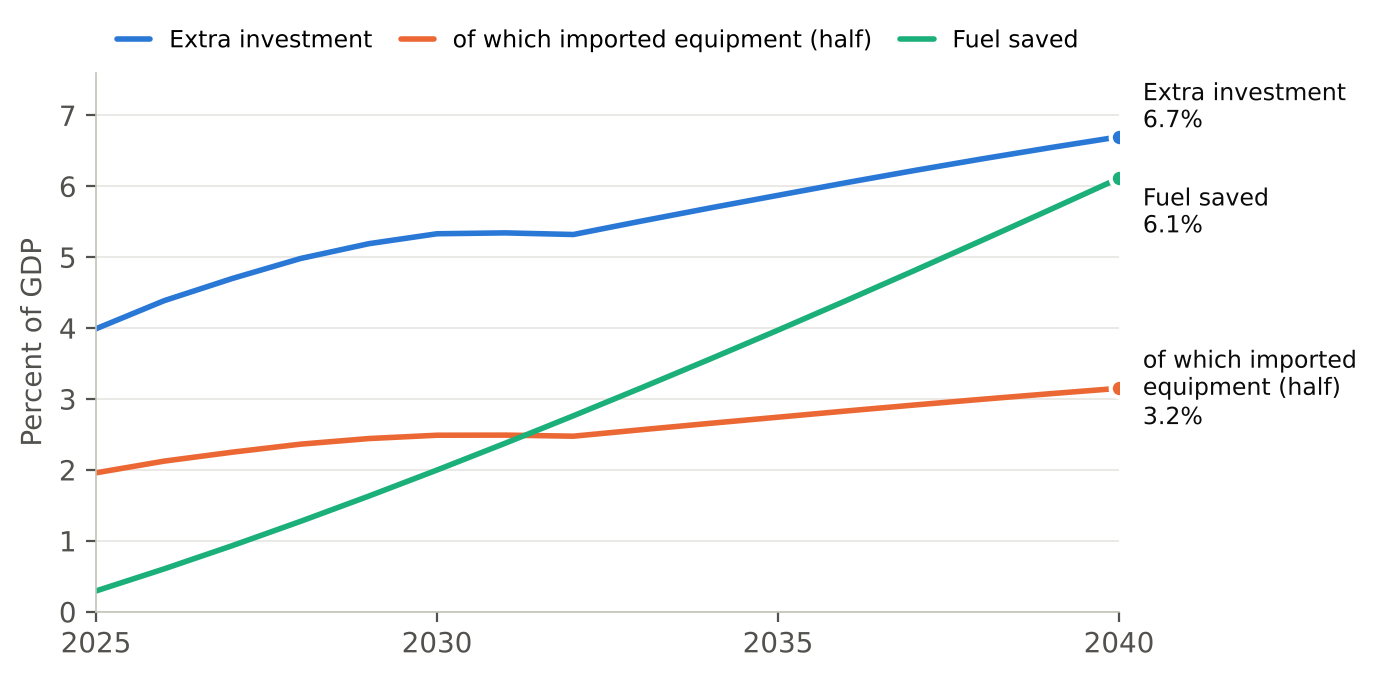 Extra investment of which imported equipment (half) Fuel saved
Percent of GDP
7
6
5
4
3
2
1
0
2025 2030 2035 2040
Extra investment
6.7%
Fuel saved
6.1%
of which imported
equipment (half)
3.2%